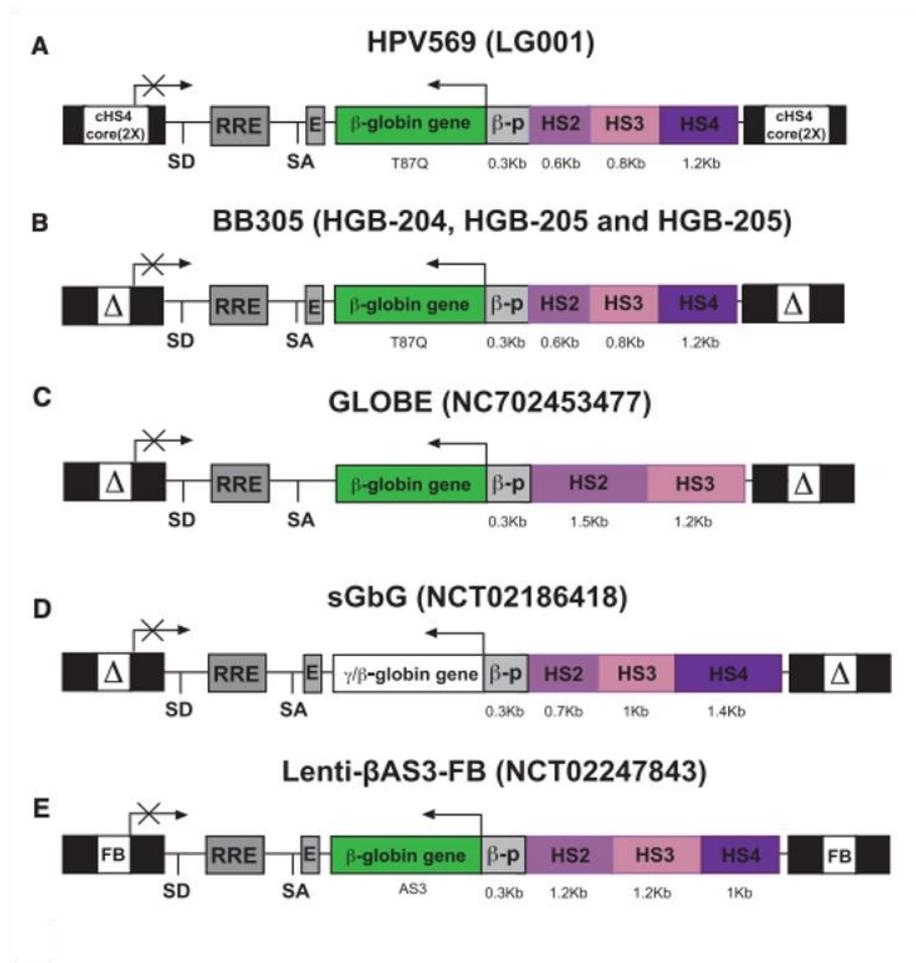 A
HPV569 (LG001)
cHS4
core(2X)
RRE
E
β-globin gene
β-p
HS2
HS3
HS4
cHS4
core(2X)
SD
SA
T87Q
0.3Kb
0.6Kb
0.8Kb
1.2Kb
B
BB305 (HGB-204, HGB-205 and HGB-205)
Δ
RRE
E
β-globin gene
β-p
HS2
HS3
HS4
Δ
SD
SA
T87Q
0.3Kb
0.6Kb
0.8Kb
1.2Kb
C
GLOBE (NC702453477)
Δ
RRE
β-globin gene
β-p
HS2
HS3
Δ
SD
SA
0.3Kb
1.5Kb
1.2Kb
D
sGbG (NCT02186418)
Δ
RRE
E
γ/β-globin gene
β-p
HS2
HS3
HS4
Δ
SD
SA
0.3Kb
0.7Kb
1Kb
1.4Kb
E
Lenti-βAS3-FB (NCT02247843)
FB
RRE
E
β-globin gene
β-p
HS2
HS3
HS4
FB
SD
SA
AS3
0.3Kb
1.2Kb
1.2Kb
1Kb